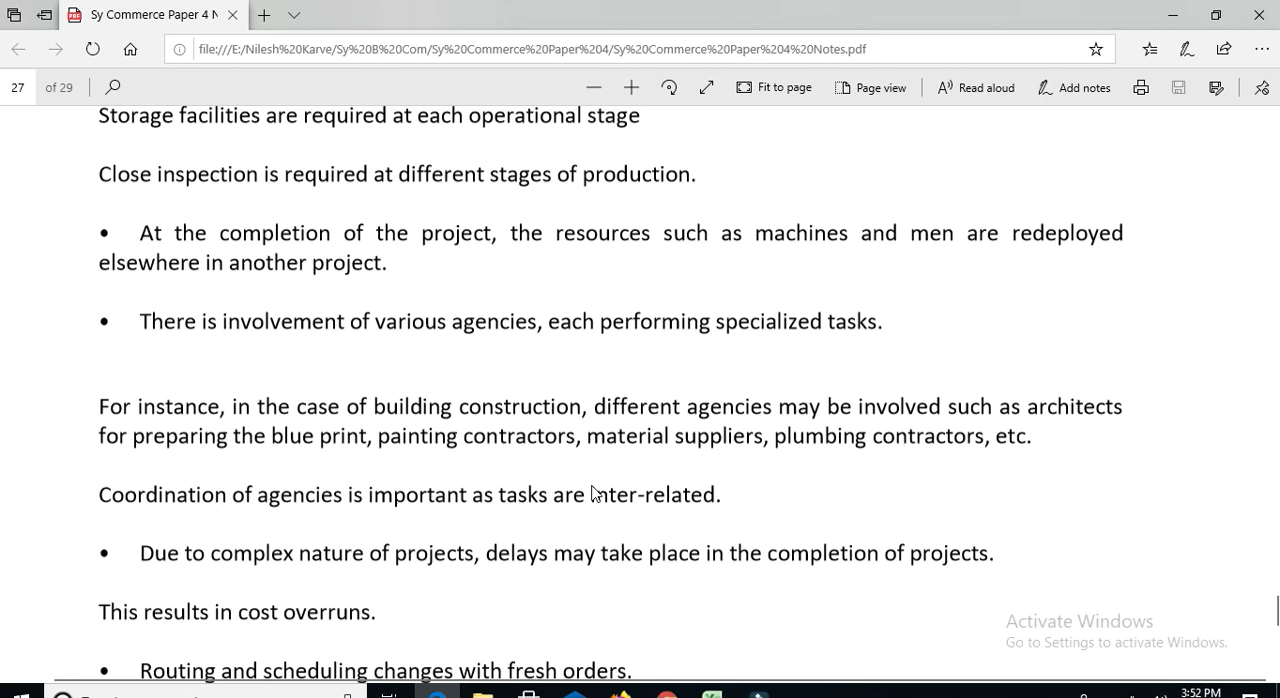 Sy Commerce Paper 4 N
file:///E:/Nilesh%20Karve/Sy%20B%20Com/Sy%20Commerce%20Paper%204/Sy%20Commerce%20Paper%204%20Notes.pdf
27 of 29 Fit to page Page view Read aloud Add notes
Storage facilities are required at each operational stage
Close inspection is required at different stages of production.
• At the completion of the project, the resources such as machines and men are redeployed
elsewhere in another project.
• There is involvement of various agencies, each performing specialized tasks.
For instance, in the case of building construction, different agencies may be involved such as architects
for preparing the blue print, painting contractors, material suppliers, plumbing contractors, etc.
Coordination of agencies is important as tasks are inter-related.
• Due to complex nature of projects, delays may take place in the completion of projects.
This results in cost overruns.
Activate Windows
Go to Settings to activate Windows.
• Routing and scheduling changes with fresh orders.
3:52 PM